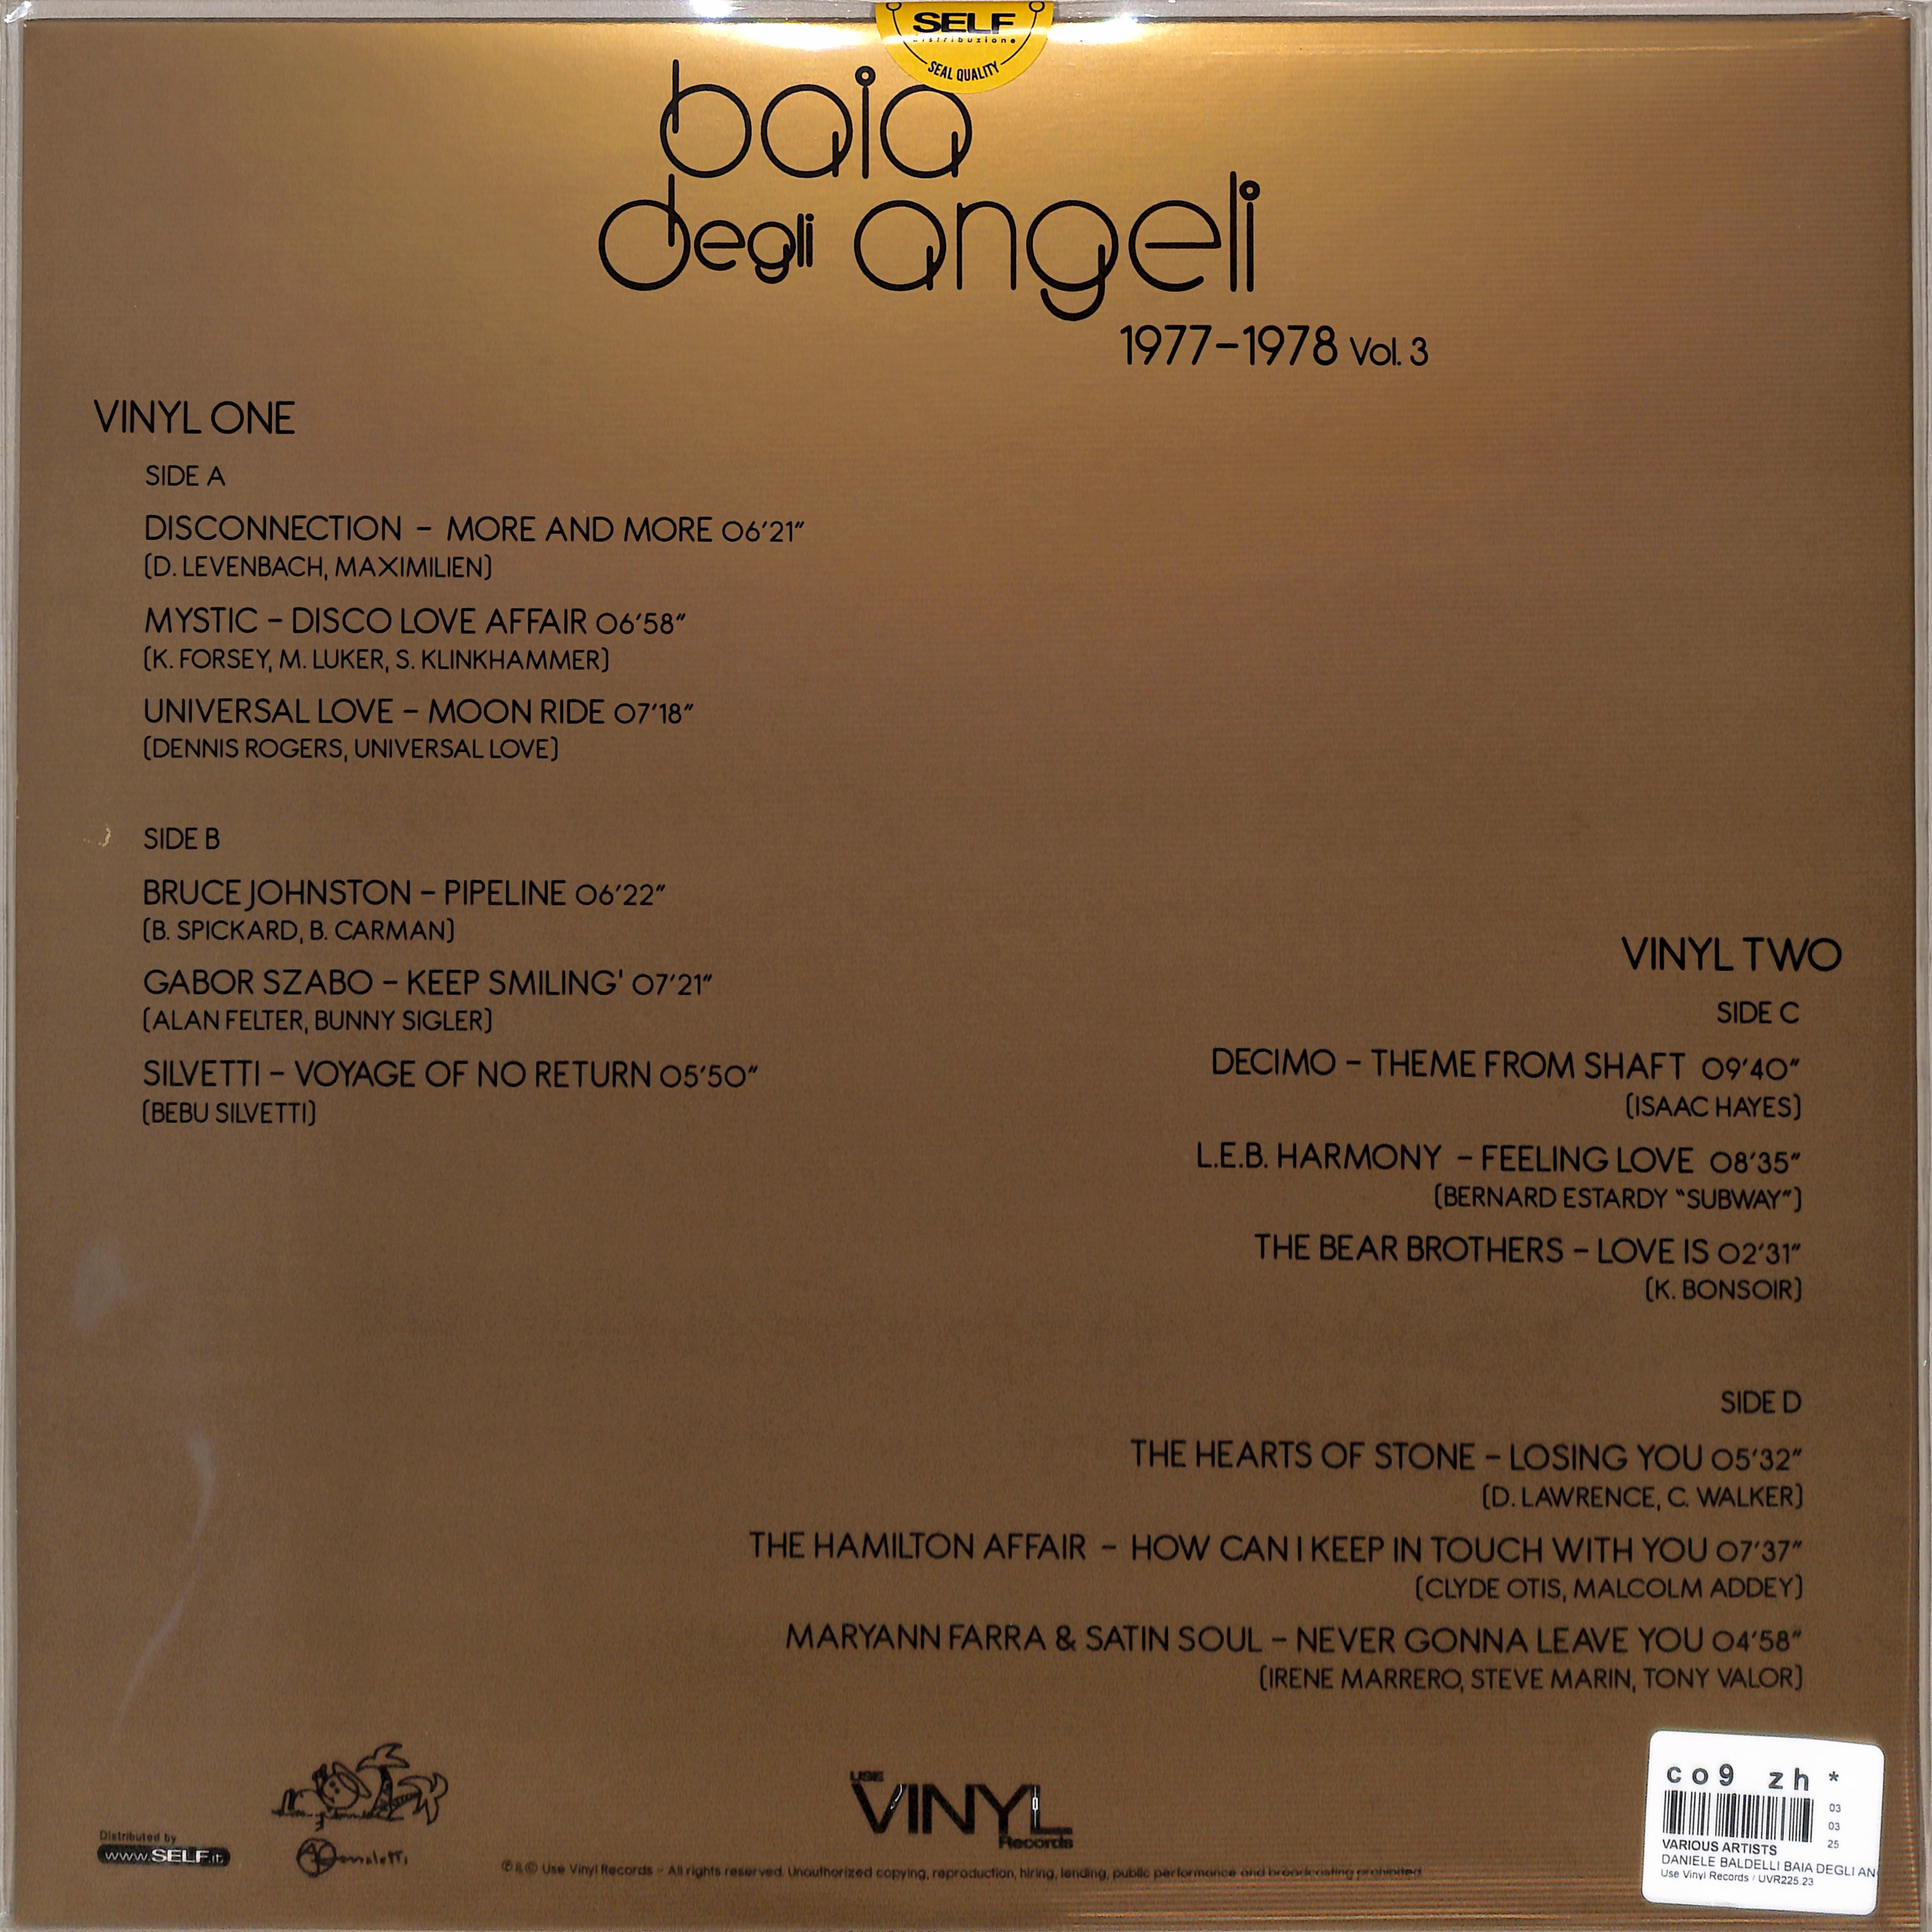 SELF
distribuzione
SEAL QUALITY
baia
degli angeli
1977-1978 Vol. 3
VINYL ONE
SIDE A
DISCONNECTION - MORE AND MORE 06'21"
(D. LEVENBACH, MAXIMILIEN)
MYSTIC - DISCO LOVE AFFAIR 06'58"
(K. FORSEY, M. LUKER, S. KLINKHAMMER)
UNIVERSAL LOVE - MOON RIDE 07'18"
(DENNIS ROGERS, UNIVERSAL LOVE)
SIDE B
BRUCE JOHNSTON - PIPELINE 06'22"
(B. SPICKARD, B. CARMAN)
GABOR SZABO - KEEP SMILING' 07'21"
(ALAN FELTER, BUNNY SIGLER)
SILVETTI - VOYAGE OF NO RETURN 05'50"
(BEBU SILVETTI)
VINYL TWO
SIDE C
DECIMO - THEME FROM SHAFT 09'40"
(ISAAC HAYES)
L.E.B. HARMONY - FEELING LOVE 08'35"
(BERNARD ESTARDY "SUBWAY")
THE BEAR BROTHERS - LOVE IS 02'31"
(K. BONSOIR)
SIDE D
THE HEARTS OF STONE - LOSING YOU 05'32"
(D. LAWRENCE, C. WALKER)
THE HAMILTON AFFAIR - HOW CAN I KEEP IN TOUCH WITH YOU 07'37"
(CLYDE OTIS, MALCOLM ADDEY)
MARYANN FARRA & SATIN SOUL - NEVER GONNA LEAVE YOU 04'58"
(IRENE MARRERO, STEVE MARIN, TONY VALOR)
Distributed by
www.SELF.it
USE
VINYL
Records
℗ & © Use Vinyl Records - All rights reserved. Unauthorized copying, reproduction, hiring, lending, public performance and broadcasting prohibited
co9 zh *
03
03
25
VARIOUS ARTISTS
DANIELE BALDELLI BAIA DEGLI AN
Use Vinyl Records / UVR225.23